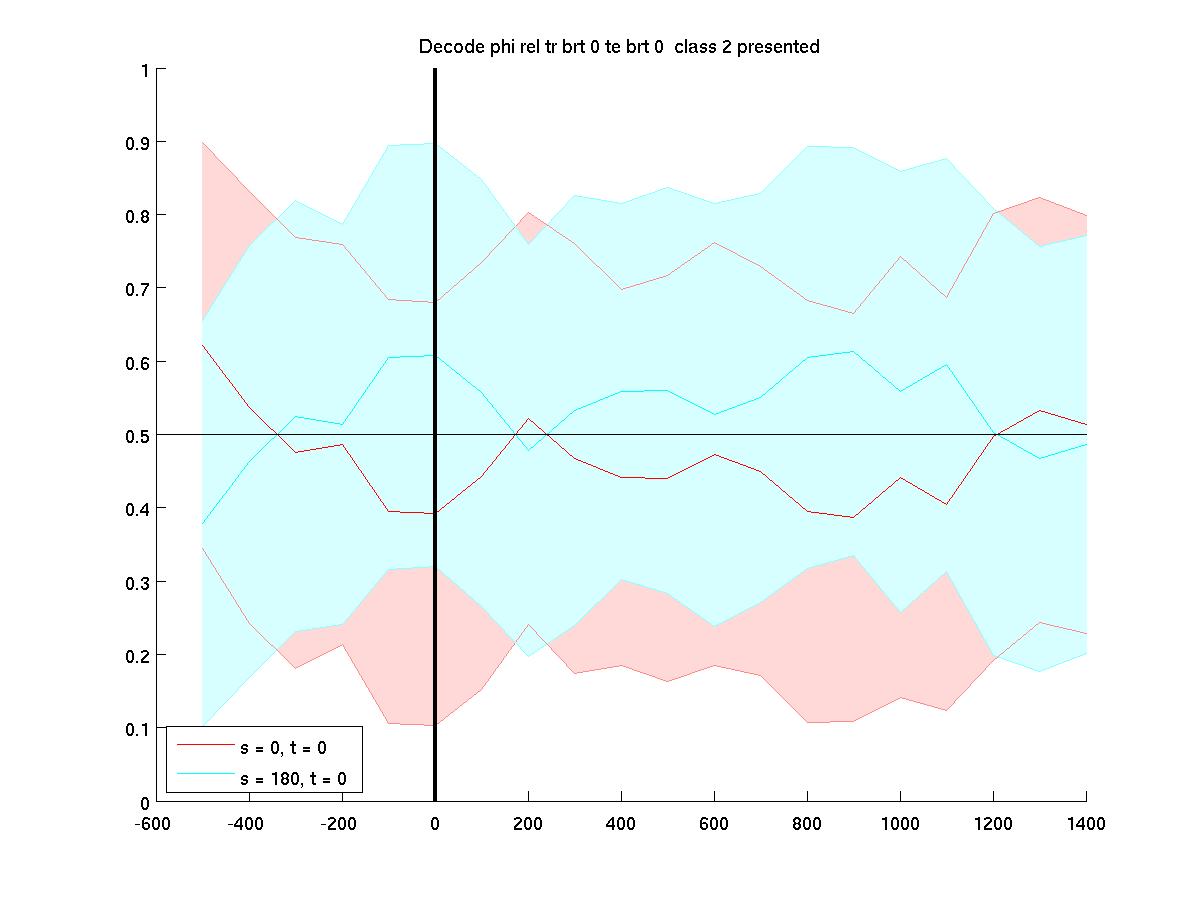 Decode phi rel tr brt 0 te brt 0  class 2 presented
1
0.9
0.8
0.7
0.6
0.5
0.4
0.3
0.2
0.1
0
s = 0, t = 0
s = 180, t = 0
-600 -400 -200 0 200 400 600 800 1000 1200 1400